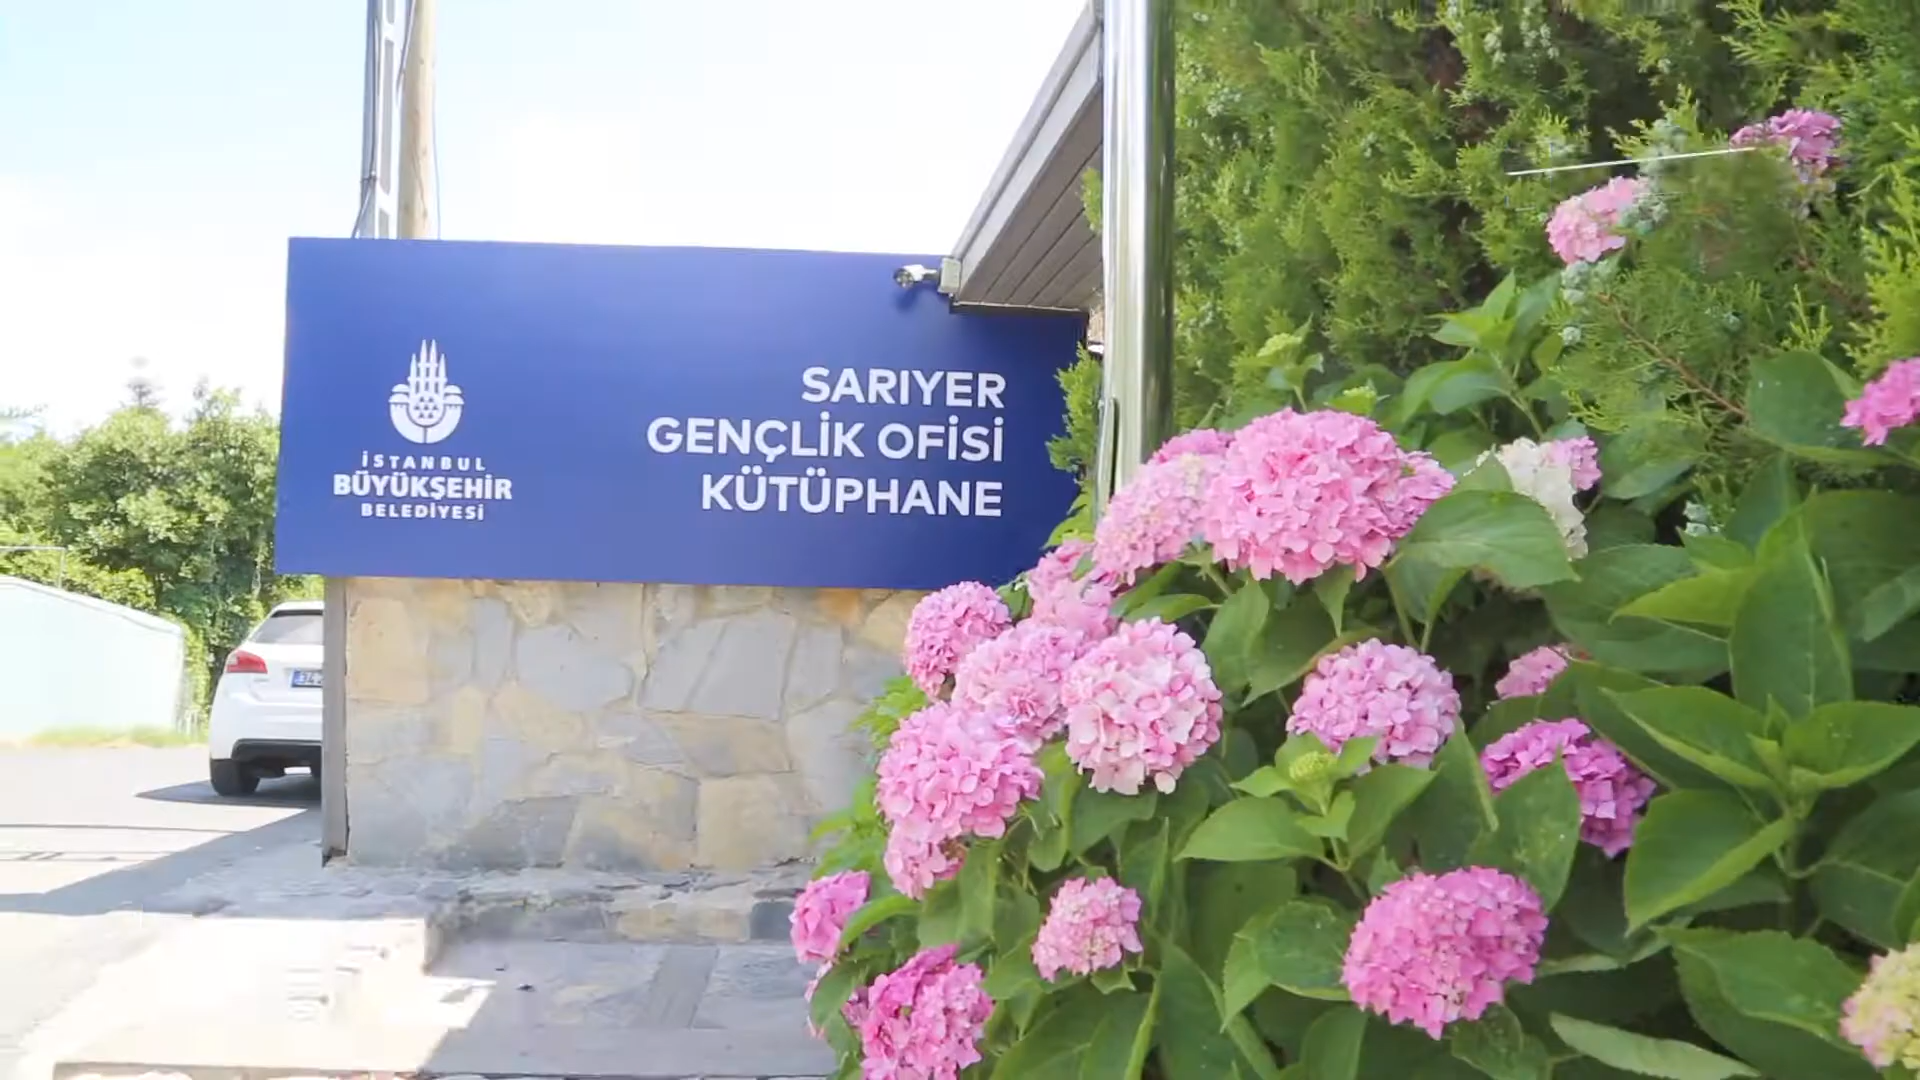 İSTANBUL
BÜYÜKŞEHİR
BELEDİYESİ
SARIYER
GENÇLİK OFİSİ
KÜTÜPHANE